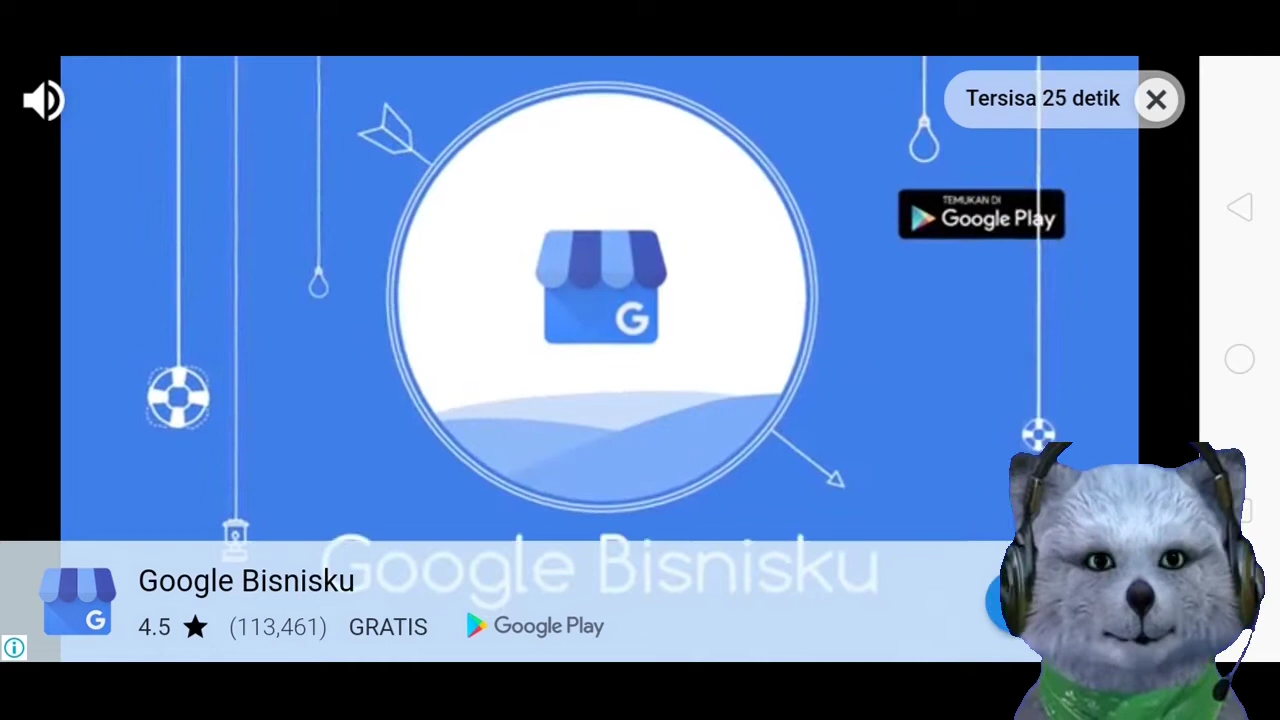 Tersisa 25 detik
TEMUKAN DI
Google Play
G
Google Bisnisku
G
Google Bisnisku
4.5 ★ (113,461) GRATIS Google Play